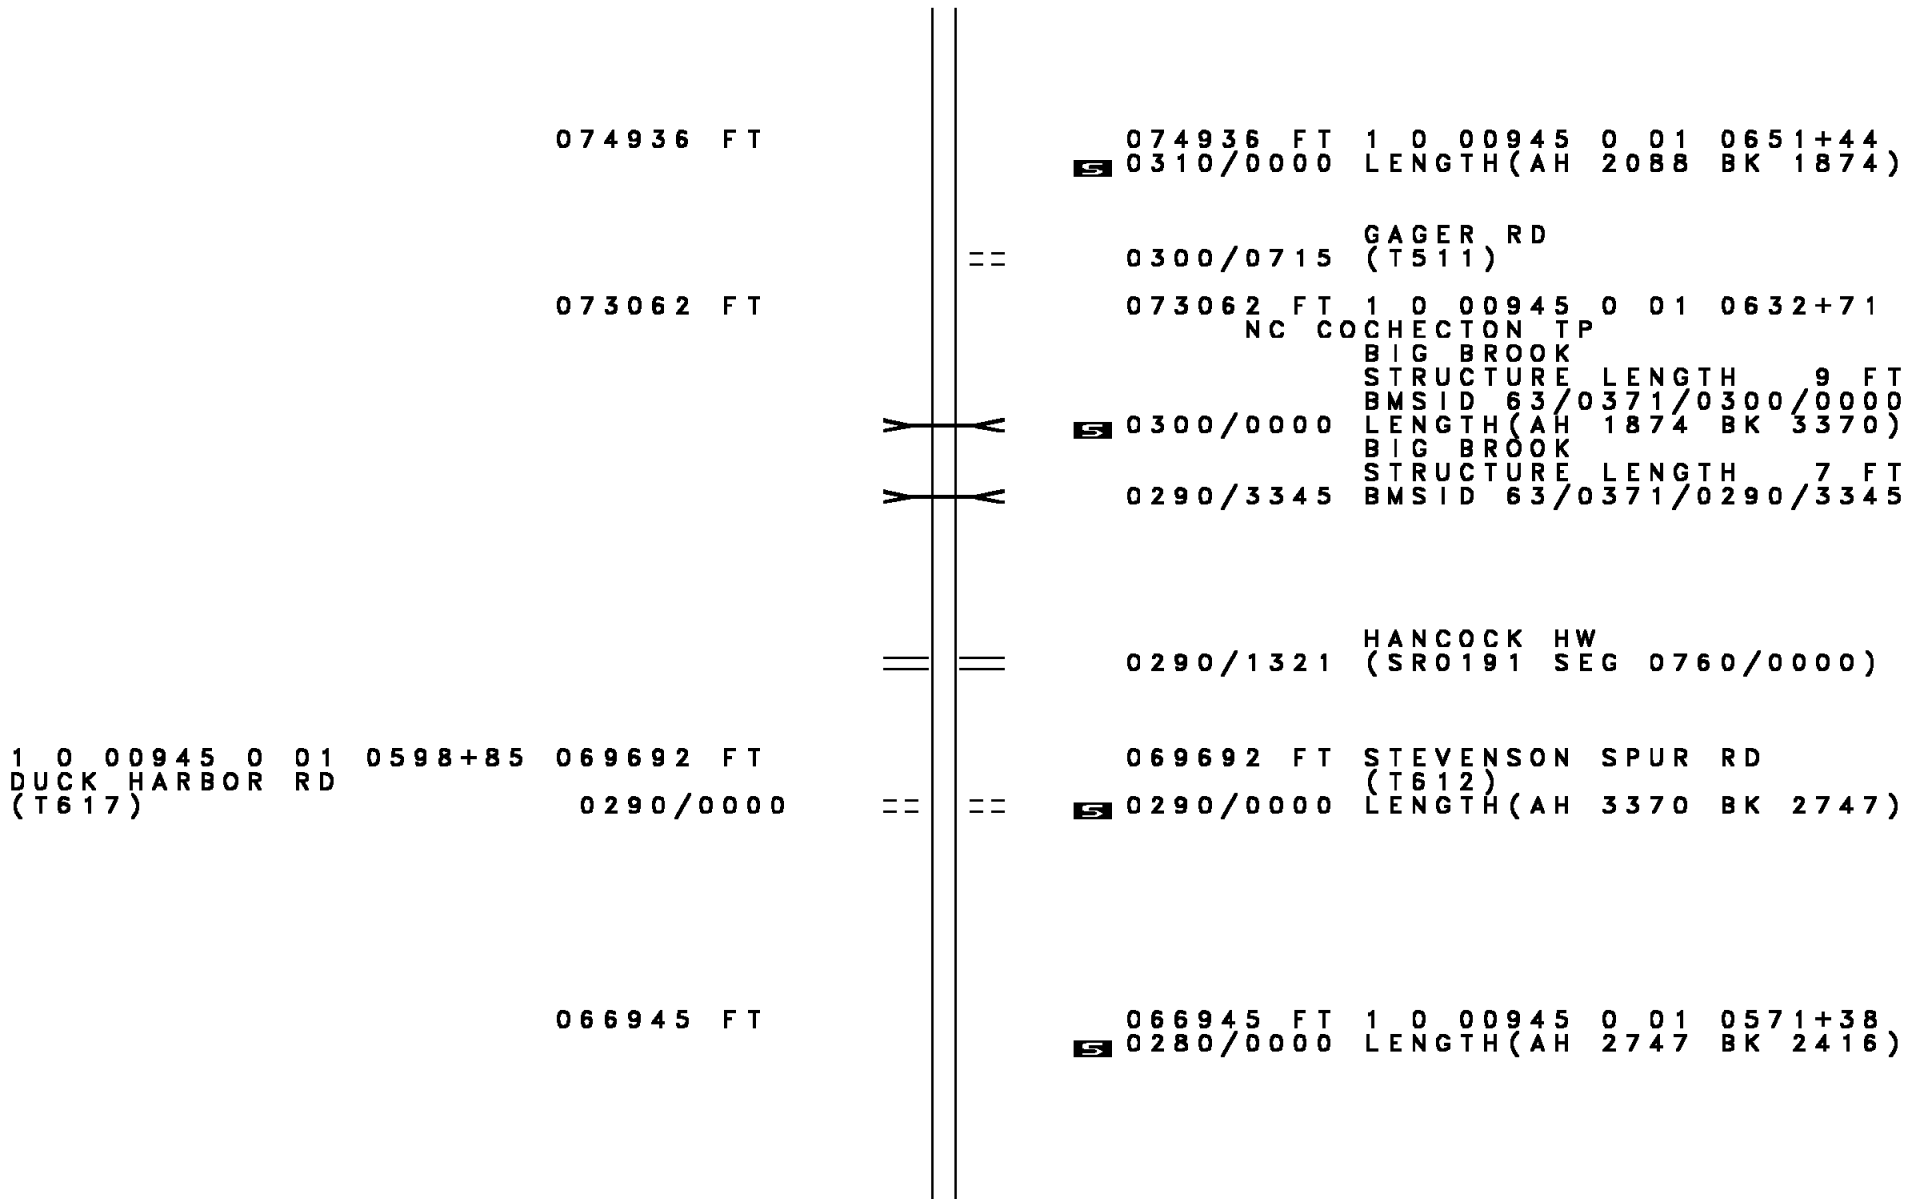 074936 FT 074936 FT 1 0 00945 0 01 0651+44
S 0310/0000 LENGTH(AH 2088 BK 1874)
GAGER RD
0300/0715 (T511)
073062 FT 073062 FT 1 0 00945 0 01 0632+71
NC COCHECTON TP
BIG BROOK
STRUCTURE LENGTH 9 FT
BMSID 63/0371/0300/0000
S 0300/0000 LENGTH(AH 1874 BK 3370)
BIG BROOK
STRUCTURE LENGTH 7 FT
0290/3345 BMSID 63/0371/0290/3345
HANCOCK HW
0290/1321 (SR0191 SEG 0760/0000)
1 0 00945 0 01 0598+85 069692 FT 069692 FT STEVENSON SPUR RD
DUCK HARBOR RD (T612)
(T617) 0290/0000 S 0290/0000 LENGTH(AH 3370 BK 2747)
066945 FT 066945 FT 1 0 00945 0 01 0571+38
S 0280/0000 LENGTH(AH 2747 BK 2416)